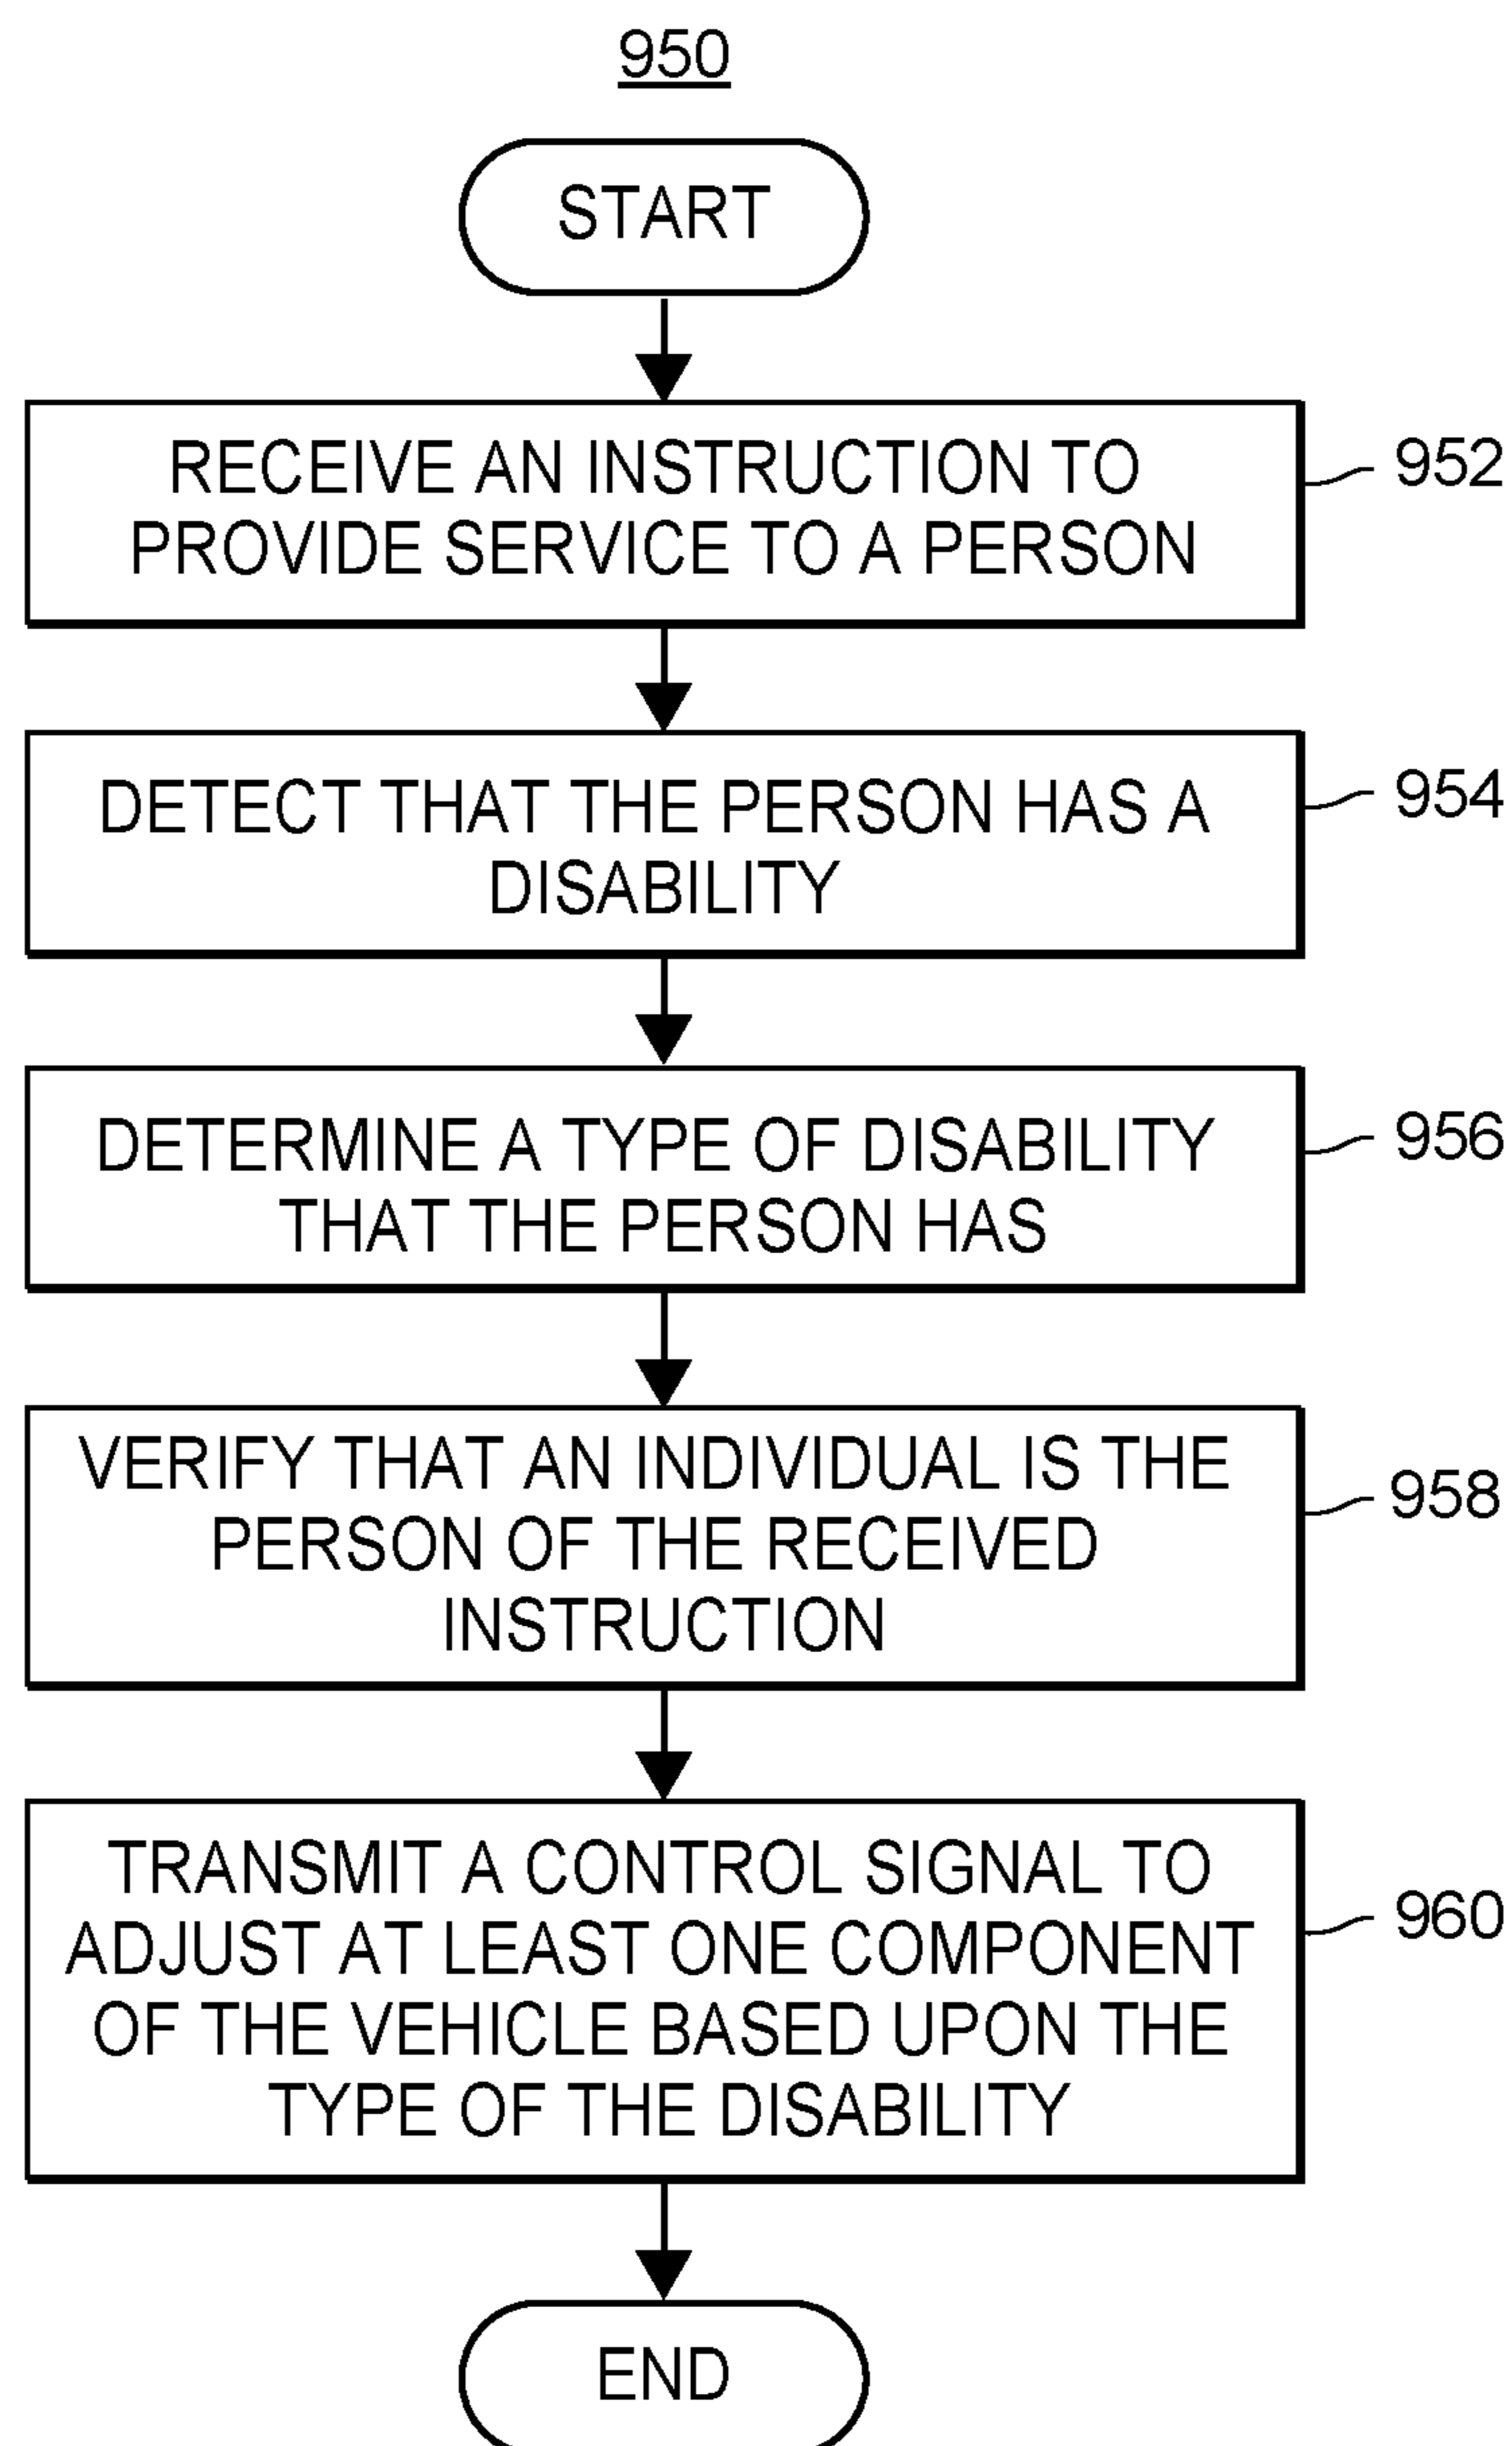 950
START
RECEIVE AN INSTRUCTION TO
PROVIDE SERVICE TO A PERSON
952
DETECT THAT THE PERSON HAS A
DISABILITY
954
DETERMINE A TYPE OF DISABILITY
THAT THE PERSON HAS
956
VERIFY THAT AN INDIVIDUAL IS THE
PERSON OF THE RECEIVED
INSTRUCTION
958
TRANSMIT A CONTROL SIGNAL TO
ADJUST AT LEAST ONE COMPONENT
OF THE VEHICLE BASED UPON THE
TYPE OF THE DISABILITY
960
END